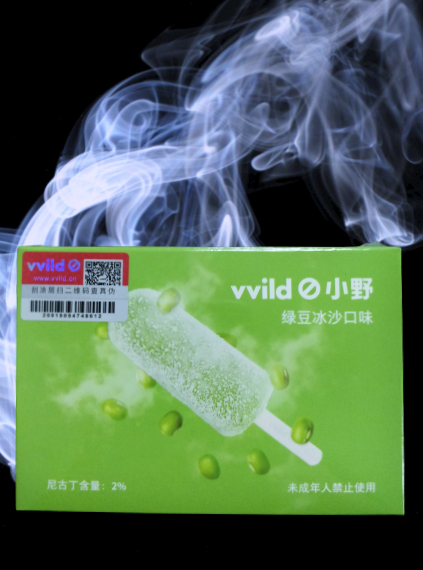 vvild
www.vvild.cn
刮涂层扫二维码查真伪
vvild 小野
绿豆冰沙口味
尼古丁含量：2%
未成年人禁止使用